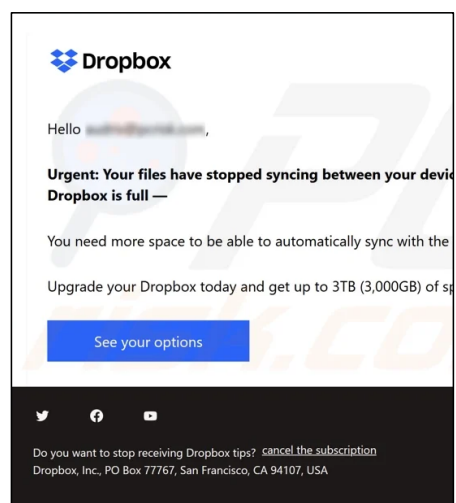 Dropbox
Hello ,
Urgent: Your files have stopped syncing between your
Dropbox is full —
You need more space to be able to automatically sync with the
Upgrade your Dropbox today and get up to 3TB (3,000GB) of
See your options
Do you want to stop receiving Dropbox tips? cancel the subscription
Dropbox, Inc., PO Box 77767, San Francisco, CA 94107, USA